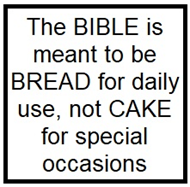 The BIBLE is
meant to be
BREAD for daily
use, not CAKE
for special
occasions